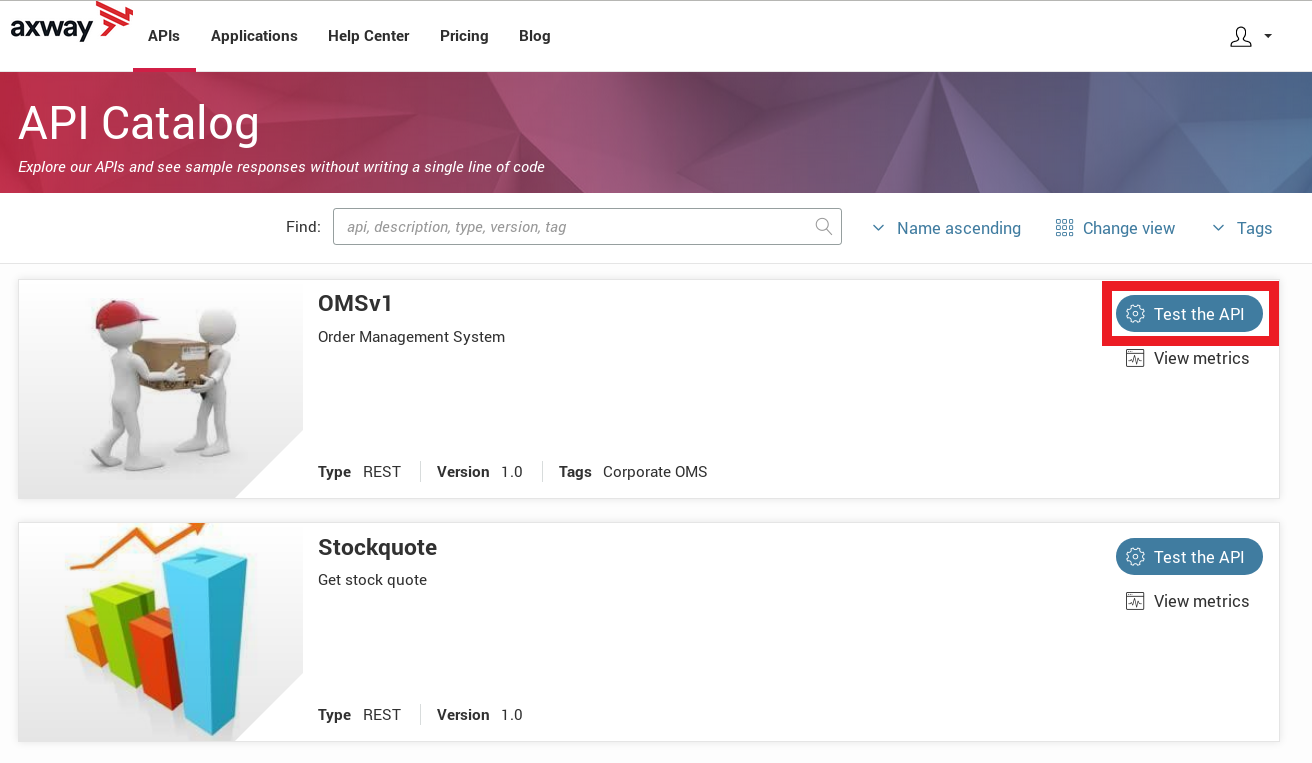 axway APIs Applications Help Center Pricing Blog
API Catalog
Explore our APIs and see sample responses without writing a single line of code
Find: api, description, type, version, tag Name ascending Change view Tags
OMSv1
Test the API
Order Management System
View metrics
Type REST Version 1.0 Tags Corporate OMS
Stockquote
Test the API
Get stock quote
View metrics
Type REST Version 1.0